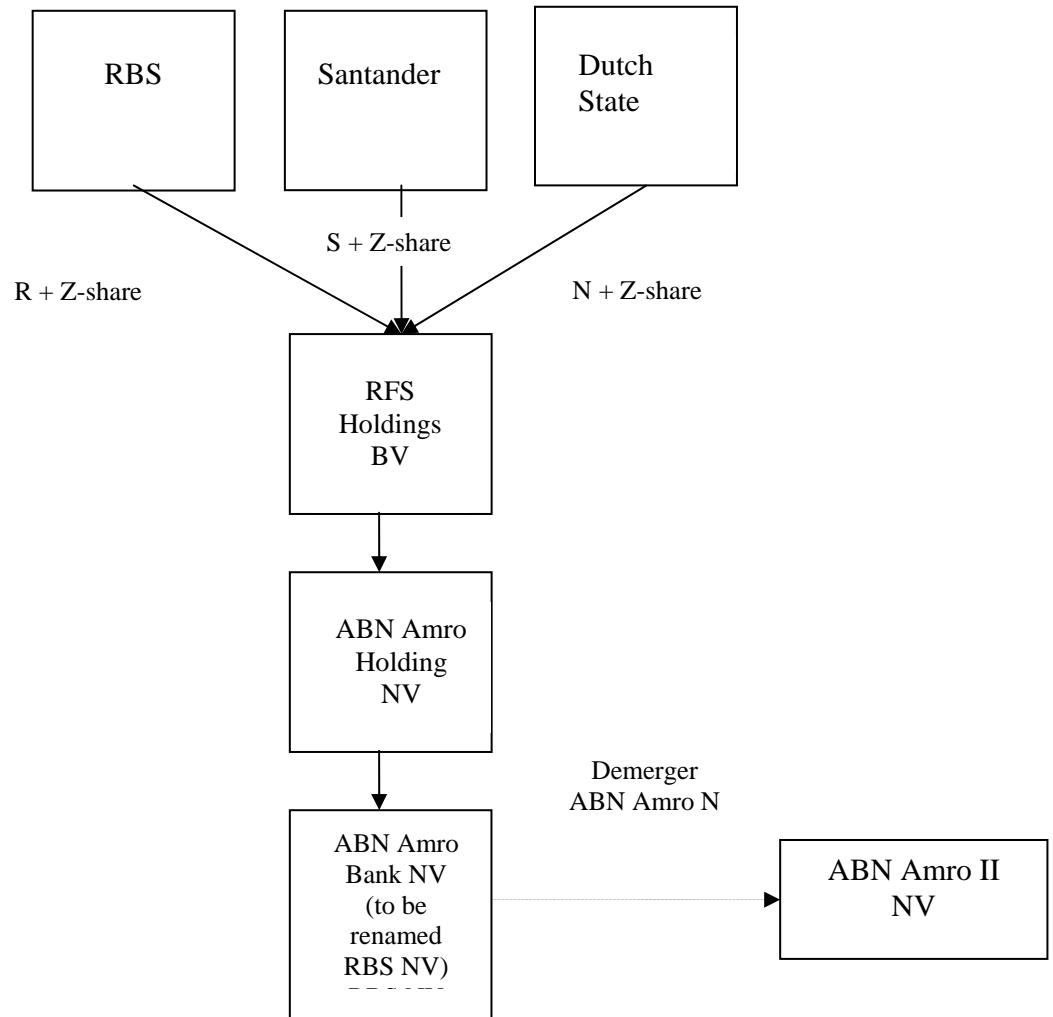 RBS
Santander
Dutch
State
S + Z-share
R + Z-share
N + Z-share
RFS
Holdings
BV
ABN Amro
Holding
NV
Demerger
ABN Amro N
ABN Amro
Bank NV
(to be
renamed
RBS NV)
ABN Amro II
NV